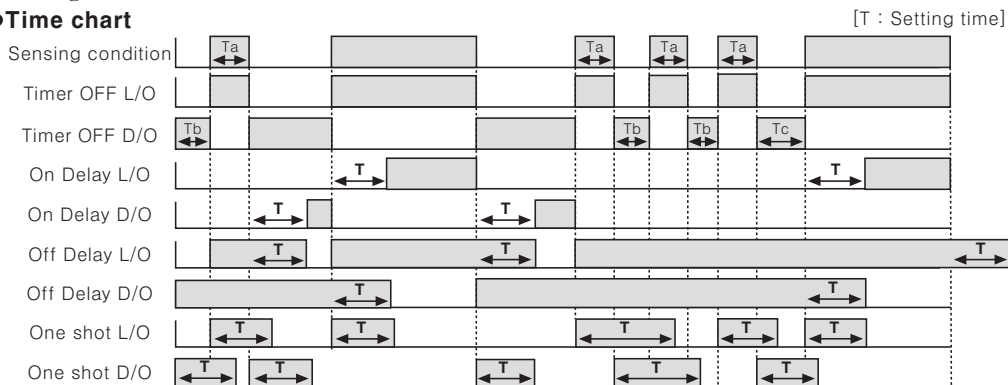 •Time chart [T : Setting time]
Sensing condition Ta Ta Ta Ta
Timer OFF L/O
Timer OFF D/O Tb Tb Tb Tc
On Delay L/O T T
On Delay D/O T T
Off Delay L/O T T T
Off Delay D/O T T
One shot L/O T T T T T
One shot D/O T T T T T